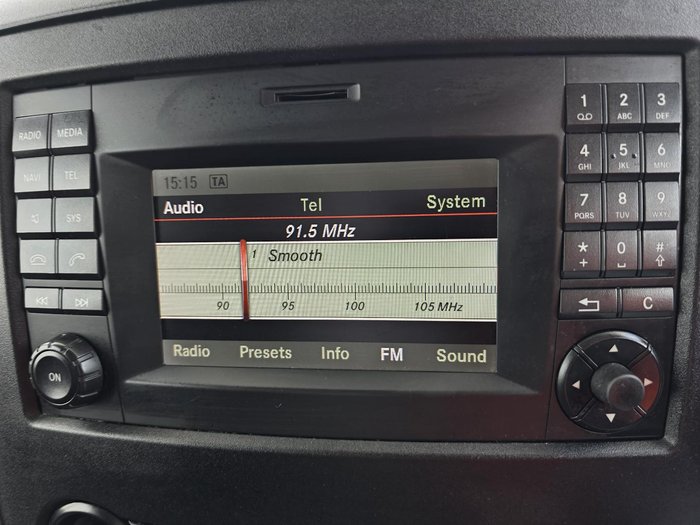 RADIO MEDIA
NAVI TEL
SYS
ON
15:15 TA
Audio Tel System
91.5 MHz
1 Smooth
90 95 100 105 MHz
Radio Presets Info FM Sound
1 2 ABC 3 DEF
4 GHI 5 JKL 6 MNO
7 PQRS 8 TUV 9 WXY
* + 0 #
C